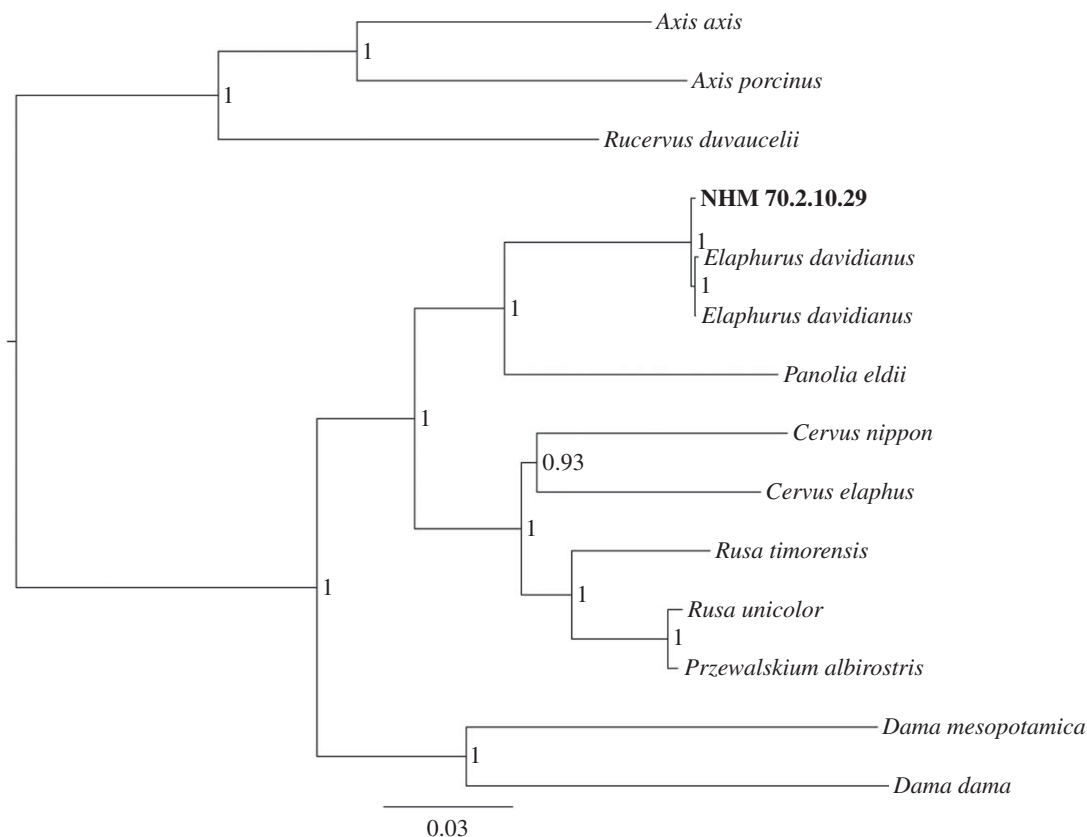 Axis axis
1
Axis porcinus
1
Rucervus duvaucelii
NHM 70.2.10.29
1
Elaphurus davidianus
1
Elaphurus davidianus
1
Panolia eldii
1
Cervus nippon
0.93
Cervus elaphus
1
Rusa timorensis
1
1
Rusa unicolor
1
Przewalskium albirostris
Dama mesopotamica
1
Dama dama
0.03